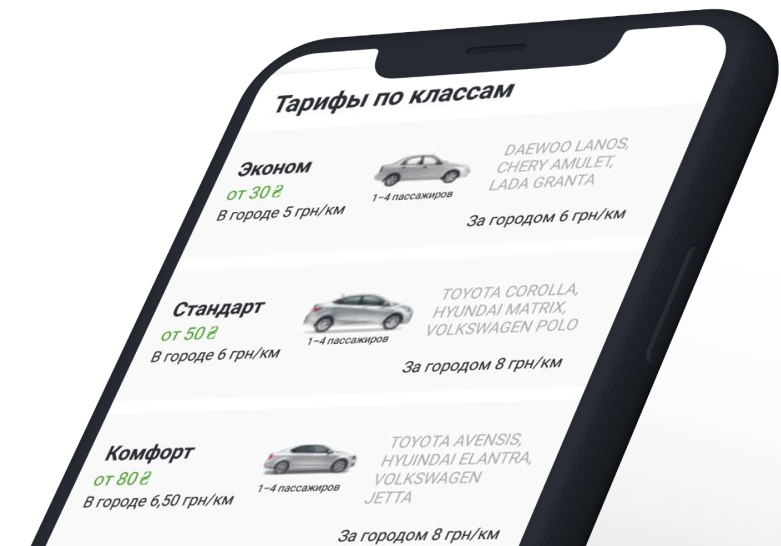 Тарифы по классам
Эконом
от 30 ₴
В городе 5 грн/км
1–4 пассажиров
DAEWOO LANOS,
CHERY AMULET,
LADA GRANTA
За городом 6 грн/км
Стандарт
от 50 ₴
В городе 6 грн/км
1–4 пассажиров
TOYOTA COROLLA,
HYUNDAI MATRIX,
VOLKSWAGEN POLO
За городом 8 грн/км
Комфорт
от 80 ₴
В городе 6,50 грн/км
1–4 пассажиров
TOYOTA AVENSIS,
HYUINDAI ELANTRA,
VOLKSWAGEN
JETTA
За городом 8 грн/км